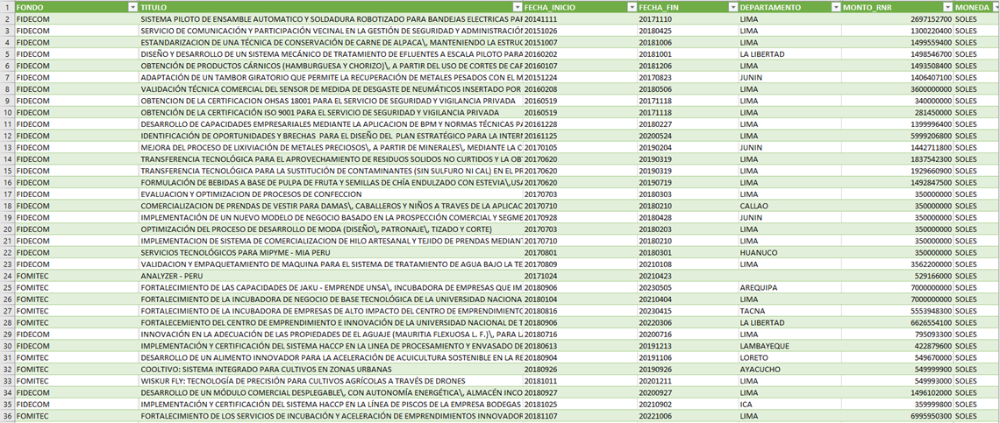 1 FONDO TITULO FECHA_INICIO FECHA_FIN DEPARTAMENTO MONTO_RNR MONEDA
2 FIDECOM SISTEMA PILOTO DE ENSAMBLE AUTOMATICO Y SOLDADURA ROBOTIZADO PARA BANDEJAS ELECTRICAS PAR 20141111 20171110 LIMA 2697152700 SOLES
3 FIDECOM SERVICIO DE COMUNICACIÓN Y PARTICIPACIÓN VECINAL EN LA GESTIÓN DE SEGURIDAD Y ADMINISTRACIÓN 20151026 20180425 LIMA 1300220400 SOLES
4 FIDECOM ESTANDARIZACION DE UNA TÉCNICA DE CONSERVACIÓN DE CARNE DE ALPACA\, MANTENIENDO LA ESTRUC 20151007 20181006 LIMA 1499559400 SOLES
5 FIDECOM DISEÑO Y DESARROLLO DE UN SISTEMA MECÁNICO DE TRATAMIENTO DE EFLUENTES A ESCALA PILOTO PARA 20160202 20181001 LA LIBERTAD 1498546700 SOLES
6 FIDECOM OBTENCIÓN DE PRODUCTOS CÁRNICOS (HAMBURGUESA Y CHORIZO)\, A PARTIR DEL USO DE CORTES DE CAR 20160107 20181206 LIMA 1493508400 SOLES
7 FIDECOM ADAPTACIÓN DE UN TAMBOR GIRATORIO QUE PERMITE LA RECUPERACIÓN DE METALES PESADOS CON EL M 20151224 20170823 JUNIN 1406407100 SOLES
8 FIDECOM VALIDACIÓN TÉCNICA COMERCIAL DEL SENSOR DE MEDIDA DE DESGASTE DE NEUMÁTICOS INSERTADO POR 20160208 20180506 LIMA 3600000000 SOLES
9 FIDECOM OBTENCION DE LA CERTIFICACION OHSAS 18001 PARA EL SERVICIO DE SEGURIDAD Y VIGILANCIA PRIVADA 20160519 20171118 LIMA 340000000 SOLES
10 FIDECOM OBTENCIÓN DE LA CERTIFICACIÓN ISO 9001 PARA EL SERVICIO DE SEGURIDAD Y VIGILANCIA PRIVADA 20160519 20171118 LIMA 281450000 SOLES
11 FIDECOM DESARROLLO DE CAPACIDADES EMPRESARIALES MEDIANTE LA APLICACION DE BPM Y NORMAS TÉCNICAS PA 20161228 20180227 LIMA 1399996400 SOLES
12 FIDECOM IDENTIFICACIÓN DE OPORTUNIDADES Y BRECHAS PARA EL DISEÑO DEL PLAN ESTRATÉGICO PARA LA INTERN 20161125 20200524 LIMA 5999206800 SOLES
13 FIDECOM MEJORA DEL PROCESO DE LIXIVIACIÓN DE METALES PRECIOSOS\, A PARTIR DE MINERALES\, MEDIANTE LA C 20170105 20190204 JUNIN 1442711800 SOLES
14 FIDECOM TRANSFERENCIA TECNOLÓGICA PARA EL APROVECHAMIENTO DE RESIDUOS SOLIDOS NO CURTIDOS Y LA OB 20170620 20190319 LIMA 1837542300 SOLES
15 FIDECOM TRANSFERENCIA TECNOLÓGICA PARA LA SUSTITUCIÓN DE CONTAMINANTES (SIN SULFURO NI CAL) EN EL PR 20170620 20190319 LIMA 1929660900 SOLES
16 FIDECOM FORMULACIÓN DE BEBIDAS A BASE DE PULPA DE FRUTA Y SEMILLAS DE CHÍA ENDULZADO CON ESTEVIA\,USA 20170620 20190719 LIMA 1492847500 SOLES
17 FIDECOM EVALUACION Y OPTIMIZACION DE PROCESOS DE CONFECCION 20170703 20180303 LIMA 350000000 SOLES
18 FIDECOM COMERCIALIZACION DE PRENDAS DE VESTIR PARA DAMAS\, CABALLEROS Y NIÑOS A TRAVES DE LA APLICAC 20170710 20180210 CALLAO 350000000 SOLES
19 FIDECOM IMPLEMENTACIÓN DE UN NUEVO MODELO DE NEGOCIO BASADO EN LA PROSPECCIÓN COMERCIAL Y SEGME 20170928 20180428 JUNIN 350000000 SOLES
20 FIDECOM OPTIMIZACIÓN DEL PROCESO DE DESARROLLO DE MODA (DISEÑO\, PATRONAJE\, TIZADO Y CORTE) 20170703 20180203 LIMA 350000000 SOLES
21 FIDECOM IMPLEMENTACION DE SISTEMA DE COMERCIALIZACION DE HILO ARTESANAL Y TEJIDO DE PRENDAS MEDIANT 20170710 20180210 LIMA 350000000 SOLES
22 FIDECOM SERVICIOS TECNOLÓGICOS PARA MIPYME - MIA PERU 20170801 20180301 HUANUCO 350000000 SOLES
23 FIDECOM VALIDACION Y EMPAQUETAMIENTO DE MAQUINA PARA EL SISTEMA DE TRATAMIENTO DE AGUA BAJO LA TE 20170809 20210108 LIMA 3562200000 SOLES
24 FOMITEC ANALYZER - PERU 20171024 20210423 529166000 SOLES
25 FOMITEC FORTALECIMIENTO DE LAS CAPACIDADES DE JAKU - EMPRENDE UNSA\, INCUBADORA DE EMPRESAS QUE IM 20180906 20230505 AREQUIPA 7000000000 SOLES
26 FOMITEC FORTALECIMIENTO DE LA INCUBADORA DE NEGOCIO DE BASE TECNOLÓGICA DE LA UNIVERSIDAD NACIONA 20180104 20210404 LIMA 7000000000 SOLES
27 FOMITEC FORTALECIMIENTO DE LA INCUBADORA DE EMPRESAS DE ALTO IMPACTO DEL CENTRO DE EMPRENDIMIENTO 20180816 20230415 TACNA 5553948300 SOLES
28 FOMITEC FORTALECEMIENTO DEL CENTRO DE EMPRENDIMIENTO E INNOVACIÓN DE LA UNIVERSIDAD NACIONAL DE T 20180906 20220306 LA LIBERTAD 6626554100 SOLES
29 FIDECOM INNOVACIÓN EN LA ADECUACIÓN DE LAS PROPIEDADES DEL AGUAJE (MAURITIA FLEXUOSA L. F.)\, PARA LA 20180716 20200716 LIMA 795093300 SOLES
30 FIDECOM IMPLEMENTACIÓN Y CERTIFICACIÓN DEL SISTEMA HACCP EN LA LINEA DE PROCESAMIENTO Y ENVASADO DE 20180613 20191213 LAMBAYEQUE 422879600 SOLES
31 FOMITEC DESARROLLO DE UN ALIMENTO INNOVADOR PARA LA ACELERACIÓN DE ACUICULTURA SOSTENIBLE EN LA RE 20180904 20191106 LORETO 549670000 SOLES
32 FOMITEC COOLTIVO: SISTEMA INTEGRADO PARA CULTIVOS EN ZONAS URBANAS 20180926 20190926 AYACUCHO 549999900 SOLES
33 FOMITEC WISKUR FLY: TECNOLOGÍA DE PRECISIÓN PARA CULTIVOS AGRÍCOLAS A TRAVÉS DE DRONES 20181011 20201211 LIMA 549993000 SOLES
34 FIDECOM DESARROLLO DE UN MÓDULO COMERCIAL DESPLEGABLE\, CON AUTONOMÍA ENERGÉTICA\, ALMACÉN INCO 20180927 20200927 LIMA 1496102000 SOLES
35 FIDECOM IMPLEMENTACIÓN Y CERTIFICACIÓN DEL SISTEMA HACCP EN LA LÍNEA DE PISCOS DE LA EMPRESA BODEGAS 20181025 20210902 ICA 359999800 SOLES
36 FOMITEC FORTALECIMIENTO DE LOS SERVICIOS DE INCUBACIÓN Y ACELERACIÓN DE EMPRENDIMIENTOS INNOVADOR 20181107 20221006 LIMA 6995950300 SOLES